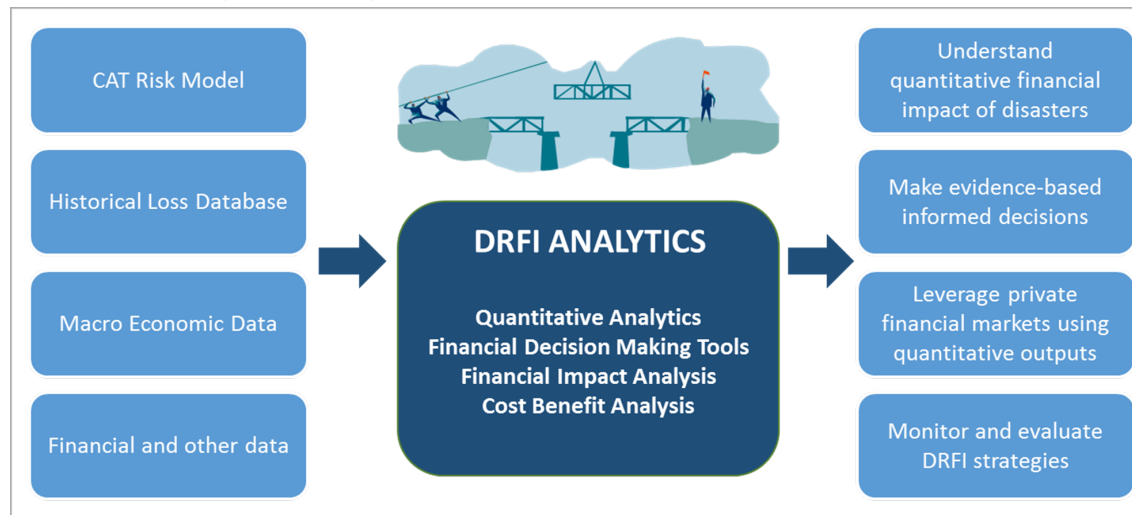 CAT Risk Model
Historical Loss Database
Macro Economic Data
Financial and other data
DRFI ANALYTICS
Quantitative Analytics
Financial Decision Making Tools
Financial Impact Analysis
Cost Benefit Analysis
Understand
quantitative financial
impact of disasters
Make evidence-based
informed decisions
Leverage private
financial markets using
quantitative outputs
Monitor and evaluate
DRFI strategies